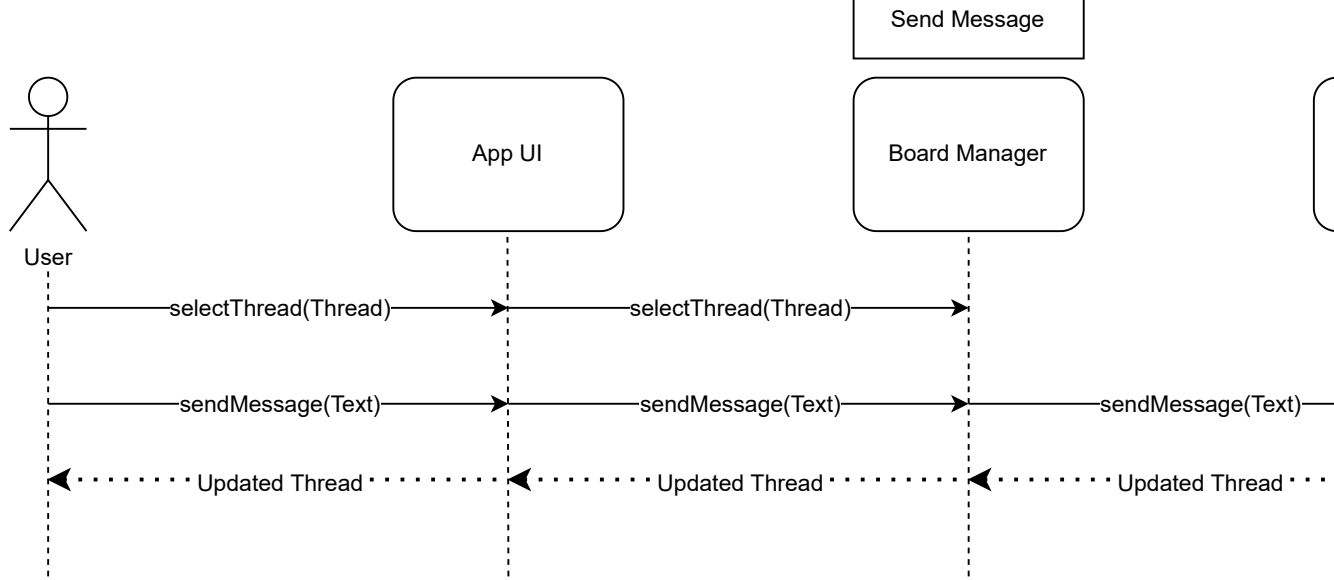 Send Message
App UI
Board Manager
User
selectThread(Thread)
selectThread(Thread)
sendMessage(Text)
sendMessage(Text)
sendMessage(Text)
Updated Thread
Updated Thread
Updated Thread